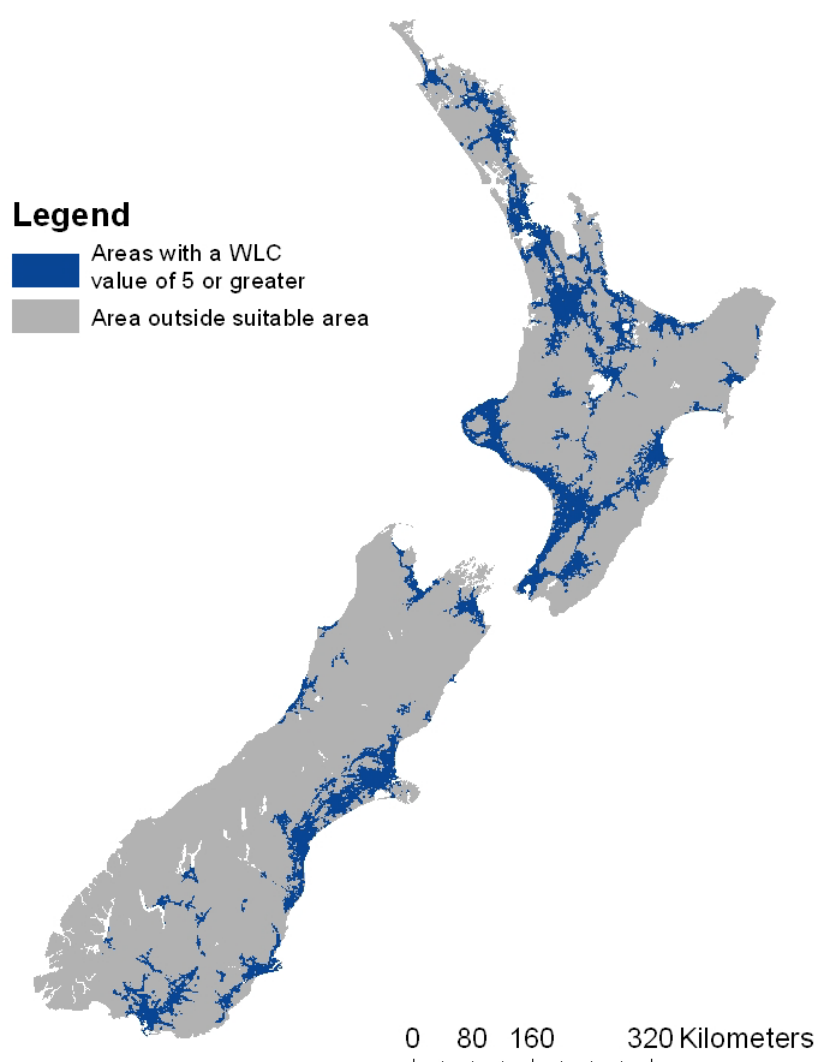 Legend
Areas with a WLC
value of 5 or greater
Area outside suitable area
0 80 160 320 Kilometers